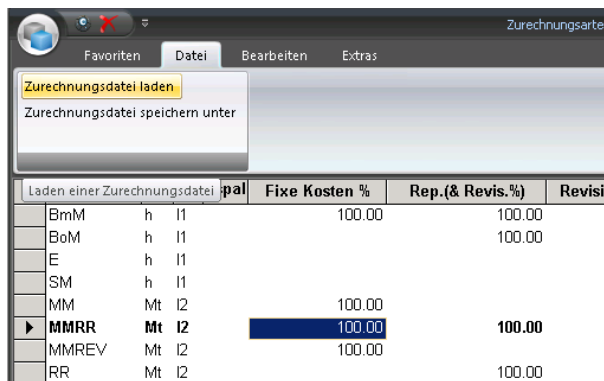 Zurechnungsarte
Favoriten Datei Bearbeiten Extras
Zurechnungsdatei laden
Zurechnungsdatei speichern unter
Laden einer Zurechnungsdatei spal Fixe Kosten % Rep.(& Revis.%) Revisi
BmM h I1 100.00 100.00
BoM h I1 100.00
E h I1
SM h I1
MM Mt I2 100.00
MMRR Mt I2 100.00 100.00
MMREV Mt I2 100.00
RR Mt I2 100.00